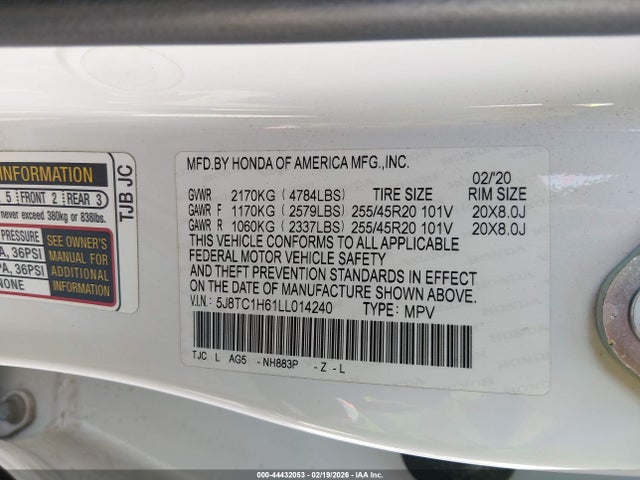 INFORMATION
5 FRONT 2 REAR 3
never exceed 380kg or 838lbs.
PRESSURE
A, 36PSI
PA, 36PSI
NONE
SEE OWNER'S
MANUAL FOR
ADDITIONAL
INFORMATION
TJB JC
MFD.BY HONDA OF AMERICA MFG.,INC. 02/'20
GVWR 2170KG (4784LBS) TIRE SIZE RIM SIZE
GAWR F 1170KG (2579LBS) 255/45R20 101V 20X8.0J
GAWR R 1060KG (2337LBS) 255/45R20 101V 20X8.0J
THIS VEHICLE CONFORMS TO ALL APPLICABLE
FEDERAL MOTOR VEHICLE SAFETY
AND THEFT PREVENTION STANDARDS IN EFFECT
ON THE DATE OF MANUFACTURE SHOWN ABOVE.
V.I.N: 5J8TC1H61LL014240 TYPE: MPV
TJC L AG5 -NH883P -Z-L
000-44432053 - 02/19/2026 - IAA Inc.